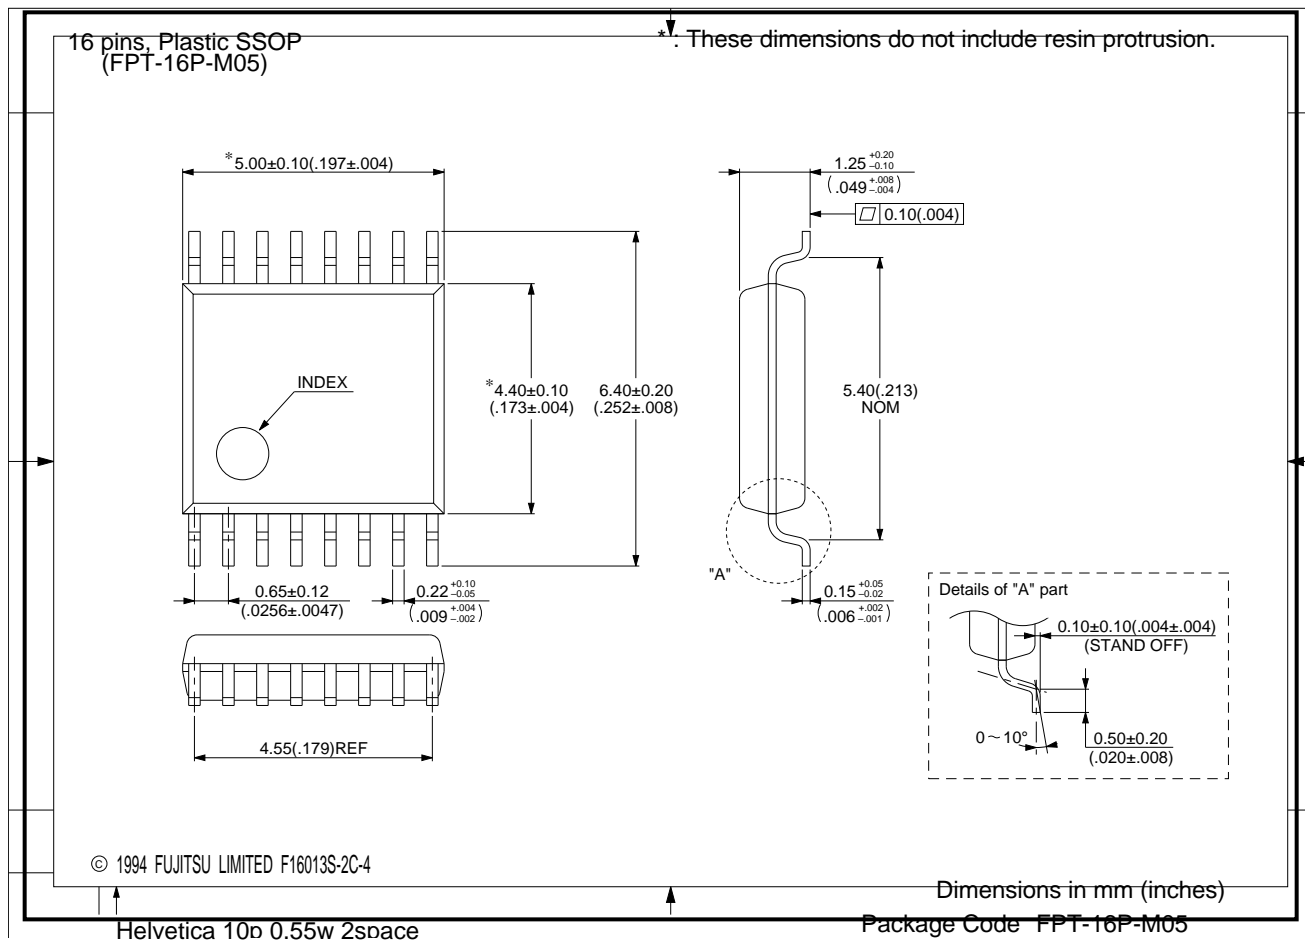 16 pins, Plastic SSOP
(FPT-16P-M05)
* : These dimensions do not include resin protrusion.
*5.00±0.10(.197±.004)
1.25 +0.20 –0.10
(.049 +.008 –.004)
0.10(.004)
INDEX
*4.40±0.10
(.173±.004)
6.40±0.20
(.252±.008)
5.40(.213)
NOM
"A"
0.65±0.12
(.0256±.0047)
0.22 +0.10 –0.05
(.009 +.004 –.002)
0.15 +0.05 –0.02
(.006 +.002 –.001)
Details of "A" part
0.10±0.10(.004±.004)
(STAND OFF)
0～10°
0.50±0.20
(.020±.008)
4.55(.179)REF
© 1994 FUJITSU LIMITED F16013S-2C-4
Dimensions in mm (inches)
Package Code FPT-16P-M05
Helvetica 10p 0.55w 2space